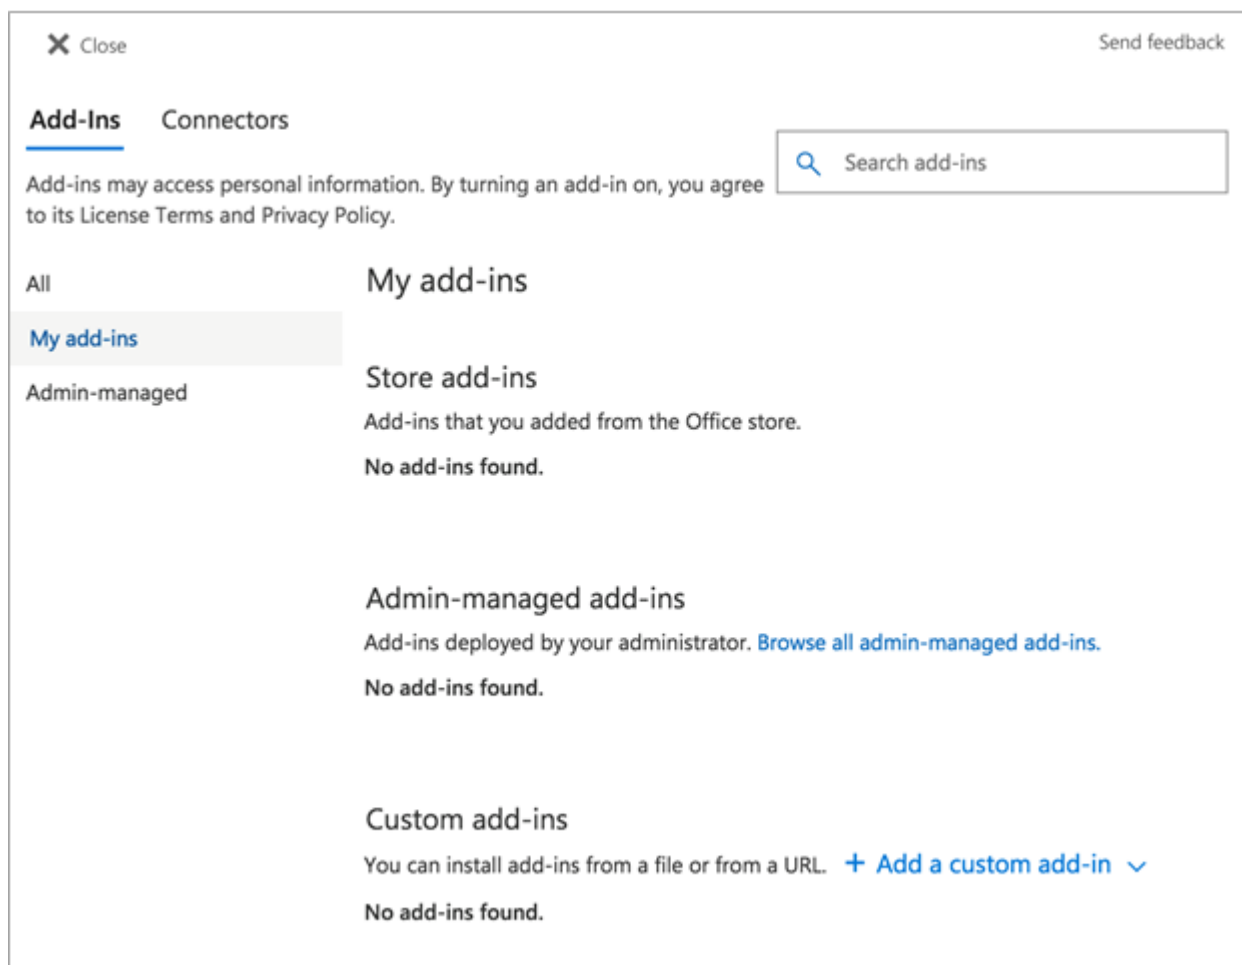 Close
Send feedback
Add-Ins
Connectors
Search add-ins
Add-ins may access personal information. By turning an add-in on, you agree
to its License Terms and Privacy Policy.
All
My add-ins
Admin-managed
My add-ins
Store add-ins
Add-ins that you added from the Office store.
No add-ins found.
Admin-managed add-ins
Add-ins deployed by your administrator. Browse all admin-managed add-ins.
No add-ins found.
Custom add-ins
You can install add-ins from a file or from a URL. + Add a custom add-in
No add-ins found.